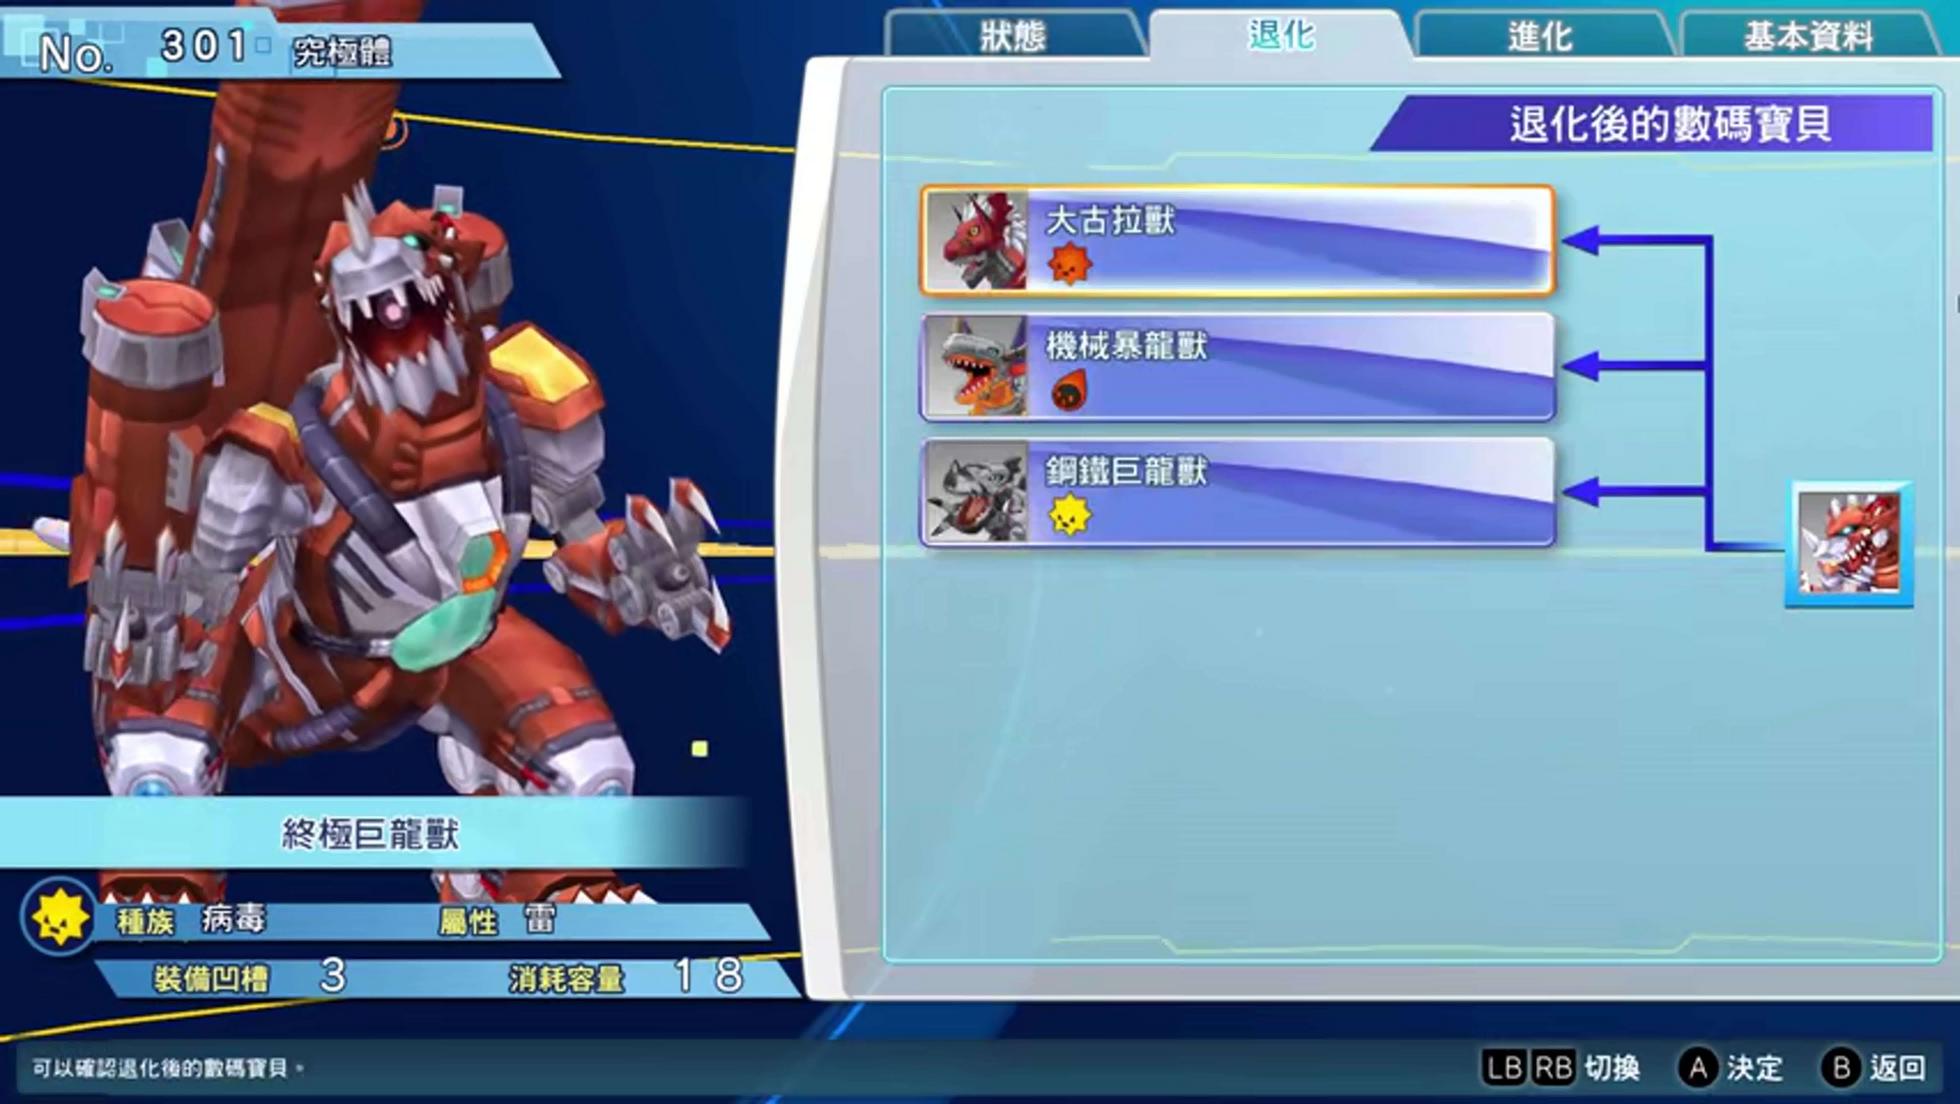 No. 301 究極體
狀態 退化 進化 基本資料
退化後的數碼寶貝
大古拉獸
機械暴龍獸
鋼鐵巨龍獸
終極巨龍獸
種族 病毒 屬性 雷
裝備凹槽 3 消耗容量 18
可以確認退化後的數碼寶貝。
LB RB 切換 A 決定 B 返回